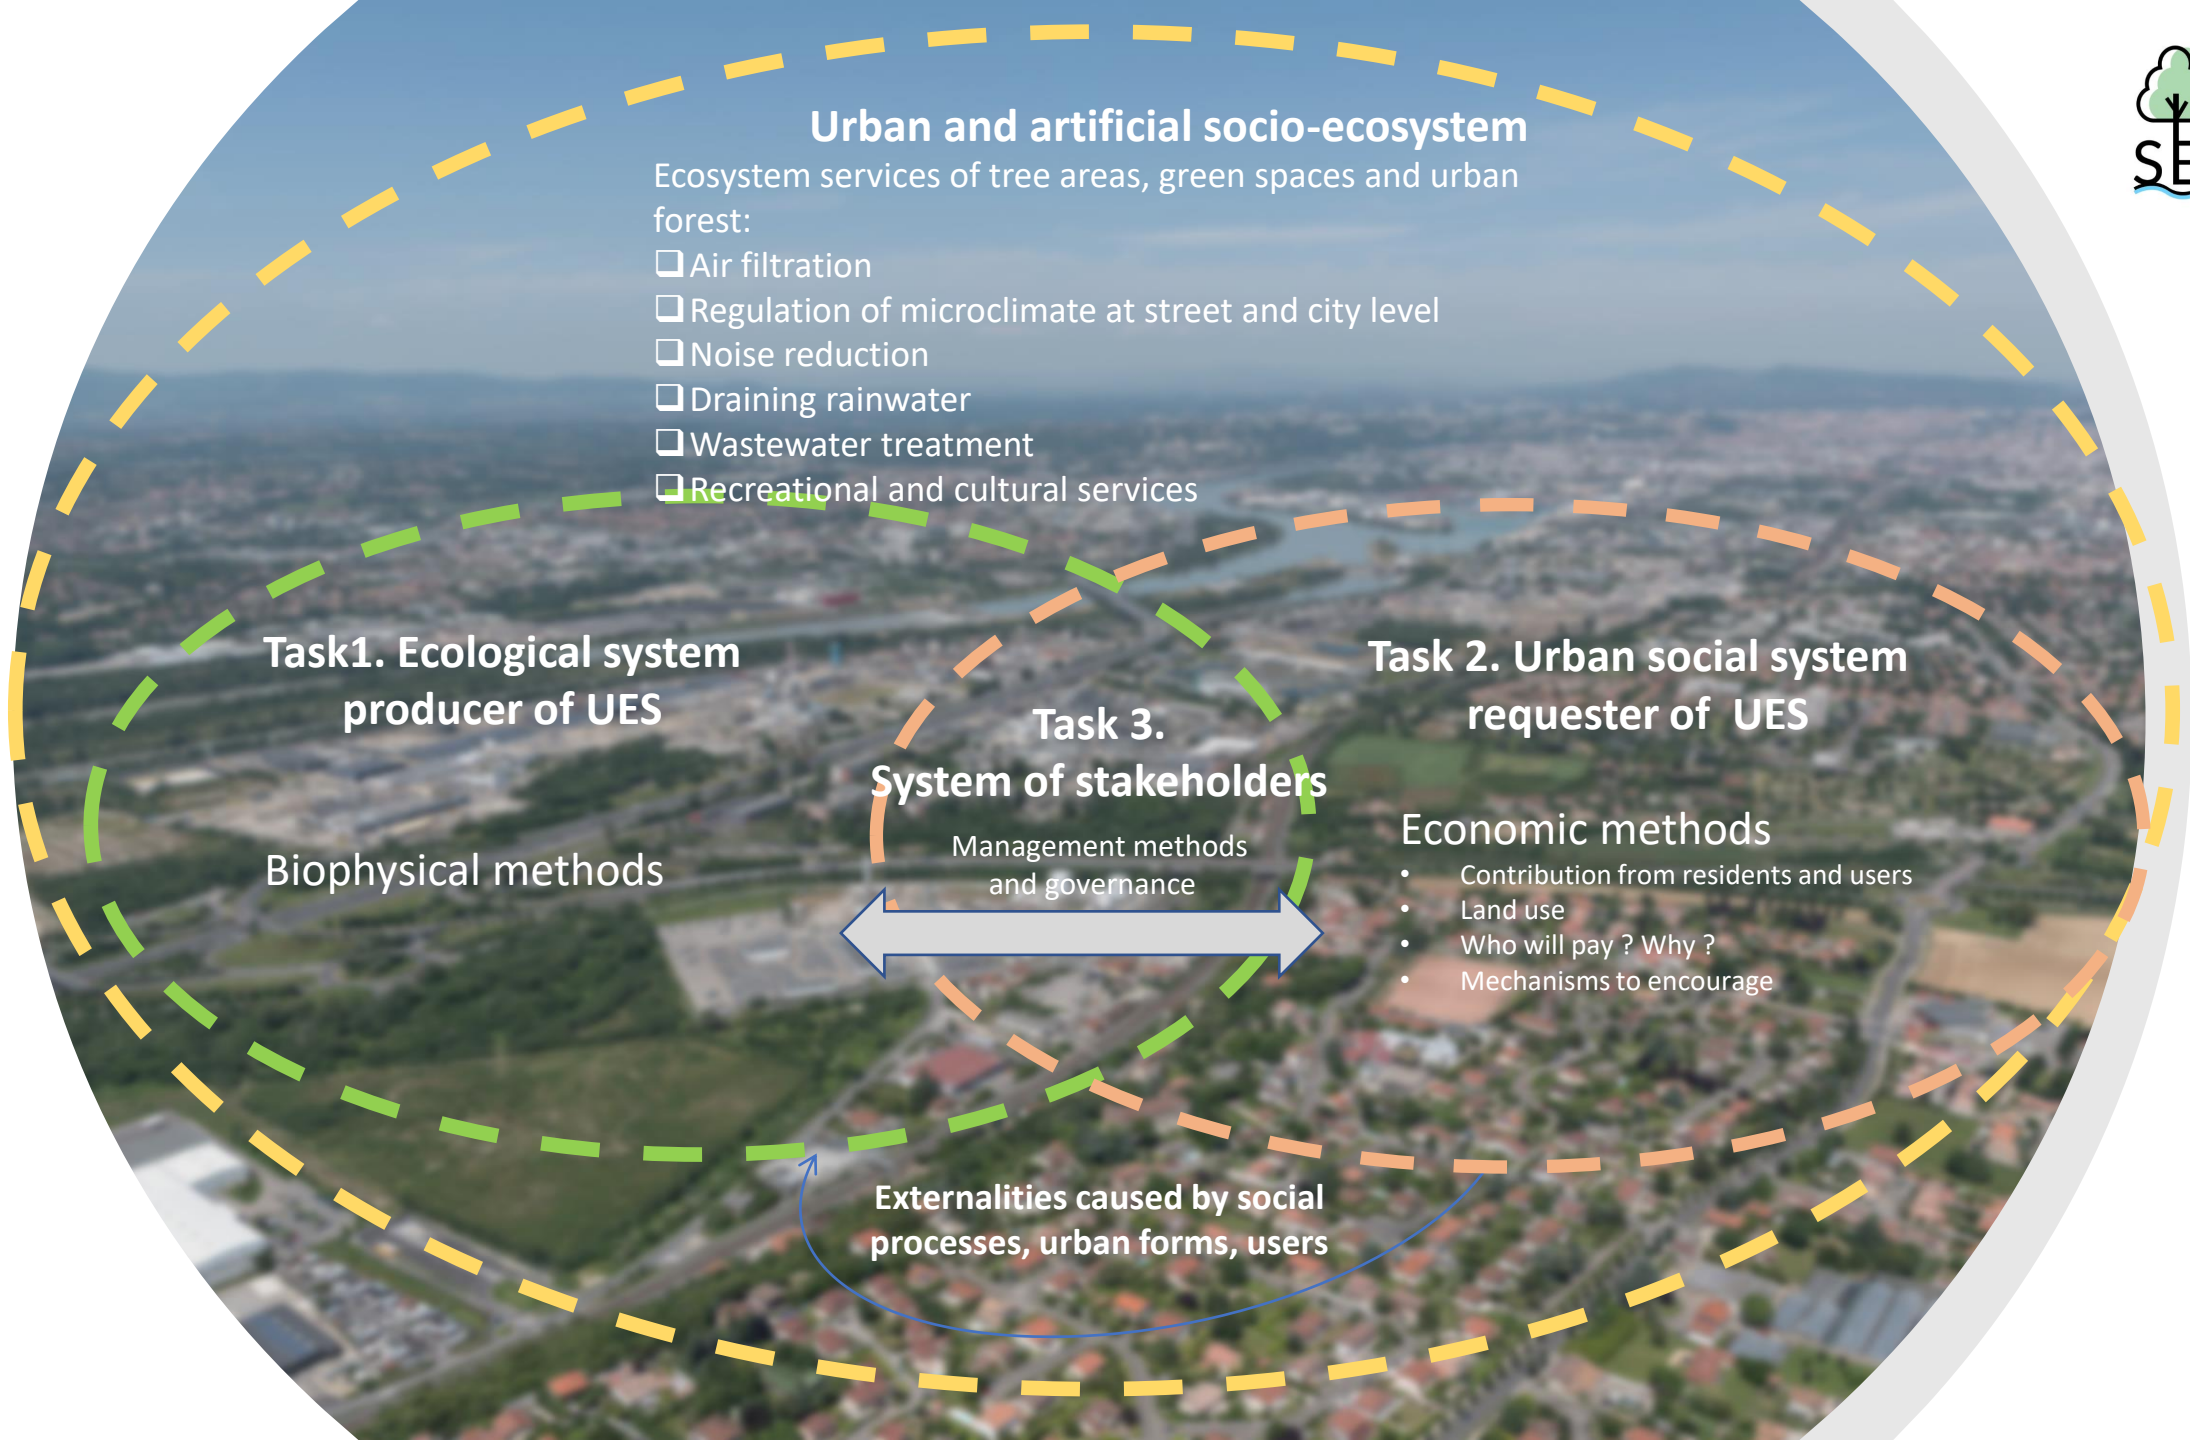 Urban and artificial socio-ecosystem
Ecosystem services of tree areas, green spaces and urban
forest:
❑ Air filtration
❑ Regulation of microclimate at street and city level
❑ Noise reduction
❑ Draining rainwater
❑ Wastewater treatment
❑ Recreational and cultural services
Task1. Ecological system
producer of UES
Biophysical methods
Task 3.
System of stakeholders
Management methods
and governance
Task 2. Urban social system
requester of UES
Economic methods
• Contribution from residents and users
• Land use
• Who will pay ? Why ?
• Mechanisms to encourage
Externalities caused by social
processes, urban forms, users